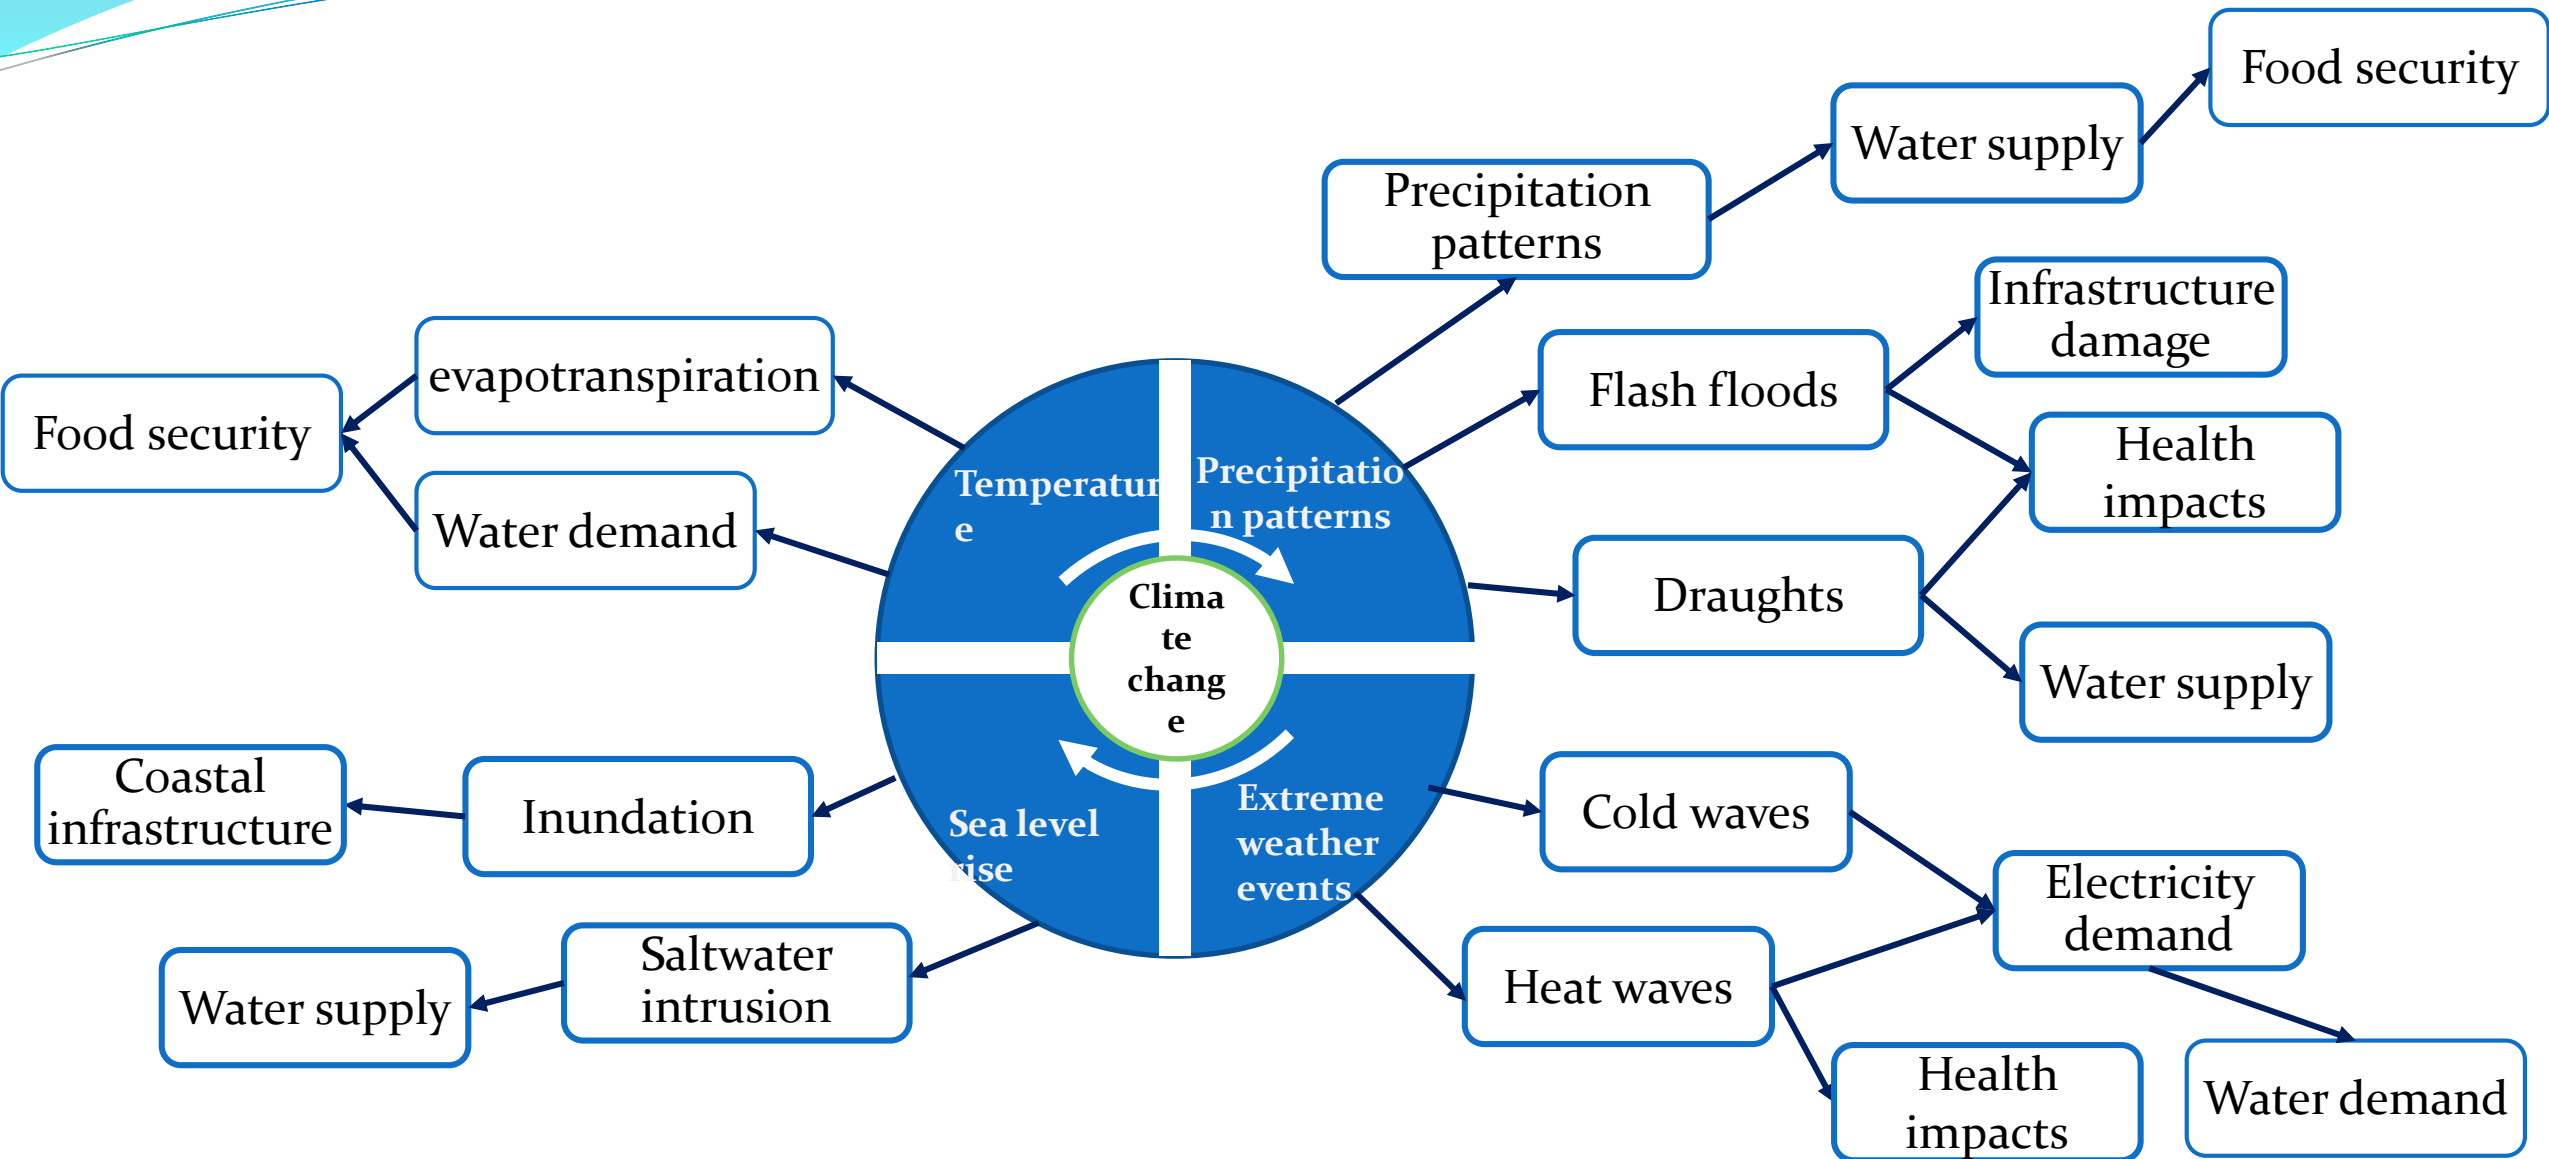 Food security
Water supply
Precipitation
patterns
Infrastructure
damage
evapotranspiration
Flash floods
Food security
Health
impacts
Temperatur
e
Precipitatio
n patterns
Water demand
Draughts
Clima
te
chang
e
Water supply
Coastal
infrastructure
Inundation
Sea level
rise
Extreme
weather
events
Cold waves
Electricity
demand
Saltwater
intrusion
Water supply
Heat waves
Health
impacts
Water demand